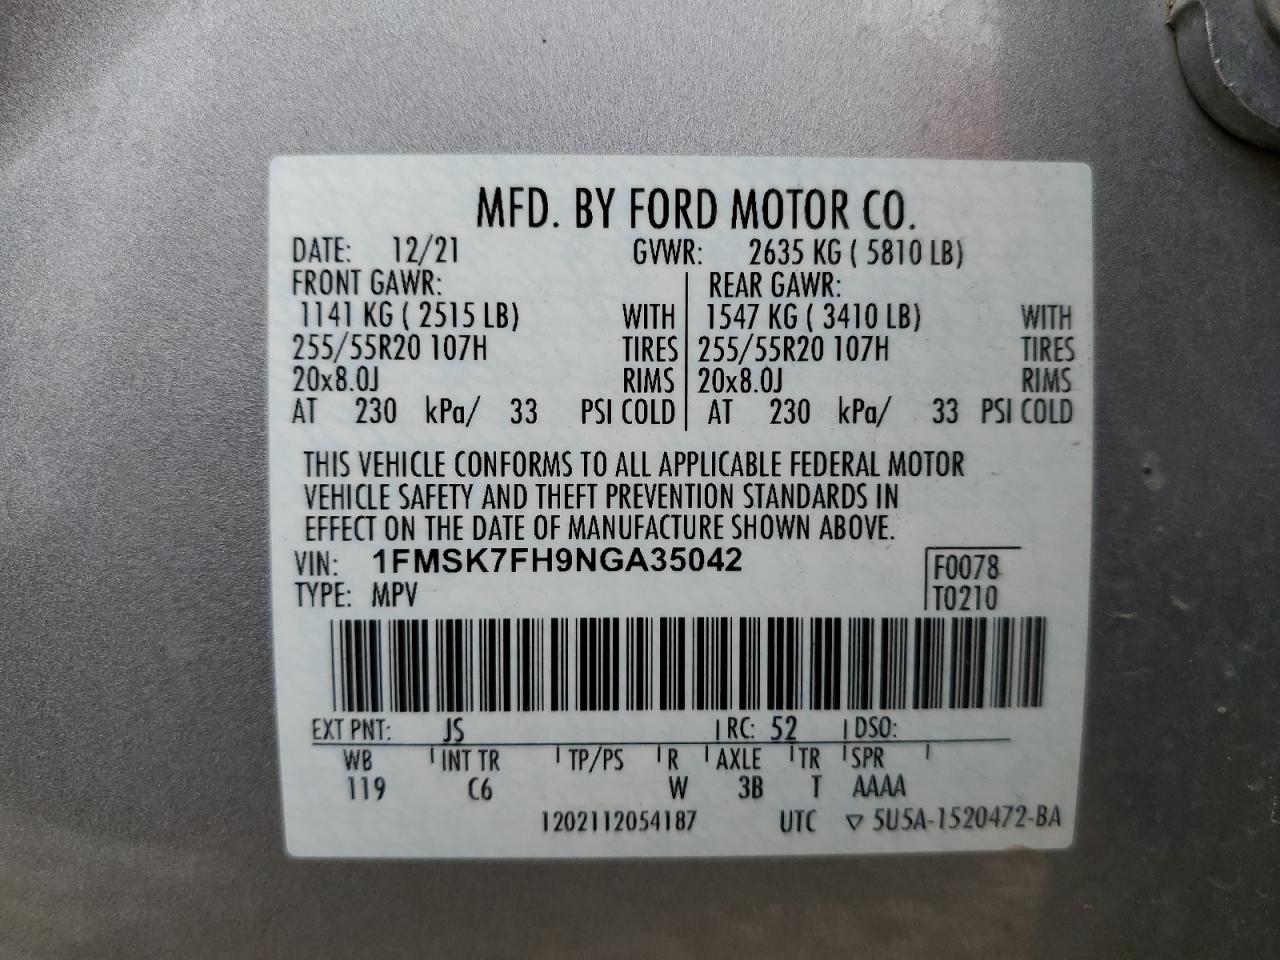 MFD. BY FORD MOTOR CO.
DATE: 12/21 GVWR: 2635 KG ( 5810 LB)
FRONT GAWR: REAR GAWR:
1141 KG ( 2515 LB) WITH 1547 KG ( 3410 LB) WITH
255/55R20 107H TIRES 255/55R20 107H TIRES
20x8.0J RIMS 20x8.0J RIMS
AT 230 kPa/ 33 PSI COLD AT 230 kPa/ 33 PSI COLD
THIS VEHICLE CONFORMS TO ALL APPLICABLE FEDERAL MOTOR
VEHICLE SAFETY AND THEFT PREVENTION STANDARDS IN
EFFECT ON THE DATE OF MANUFACTURE SHOWN ABOVE.
VIN: 1FMSK7FH9NGA35042 F0078
TYPE: MPV T0210
EXT PNT: JS RC: 52 DSO:
WB INT TR TP/PS R AXLE TR SPR
119 C6 W 3B T AAAA
1202112054187 UTC ▽ 5U5A-1520472-BA